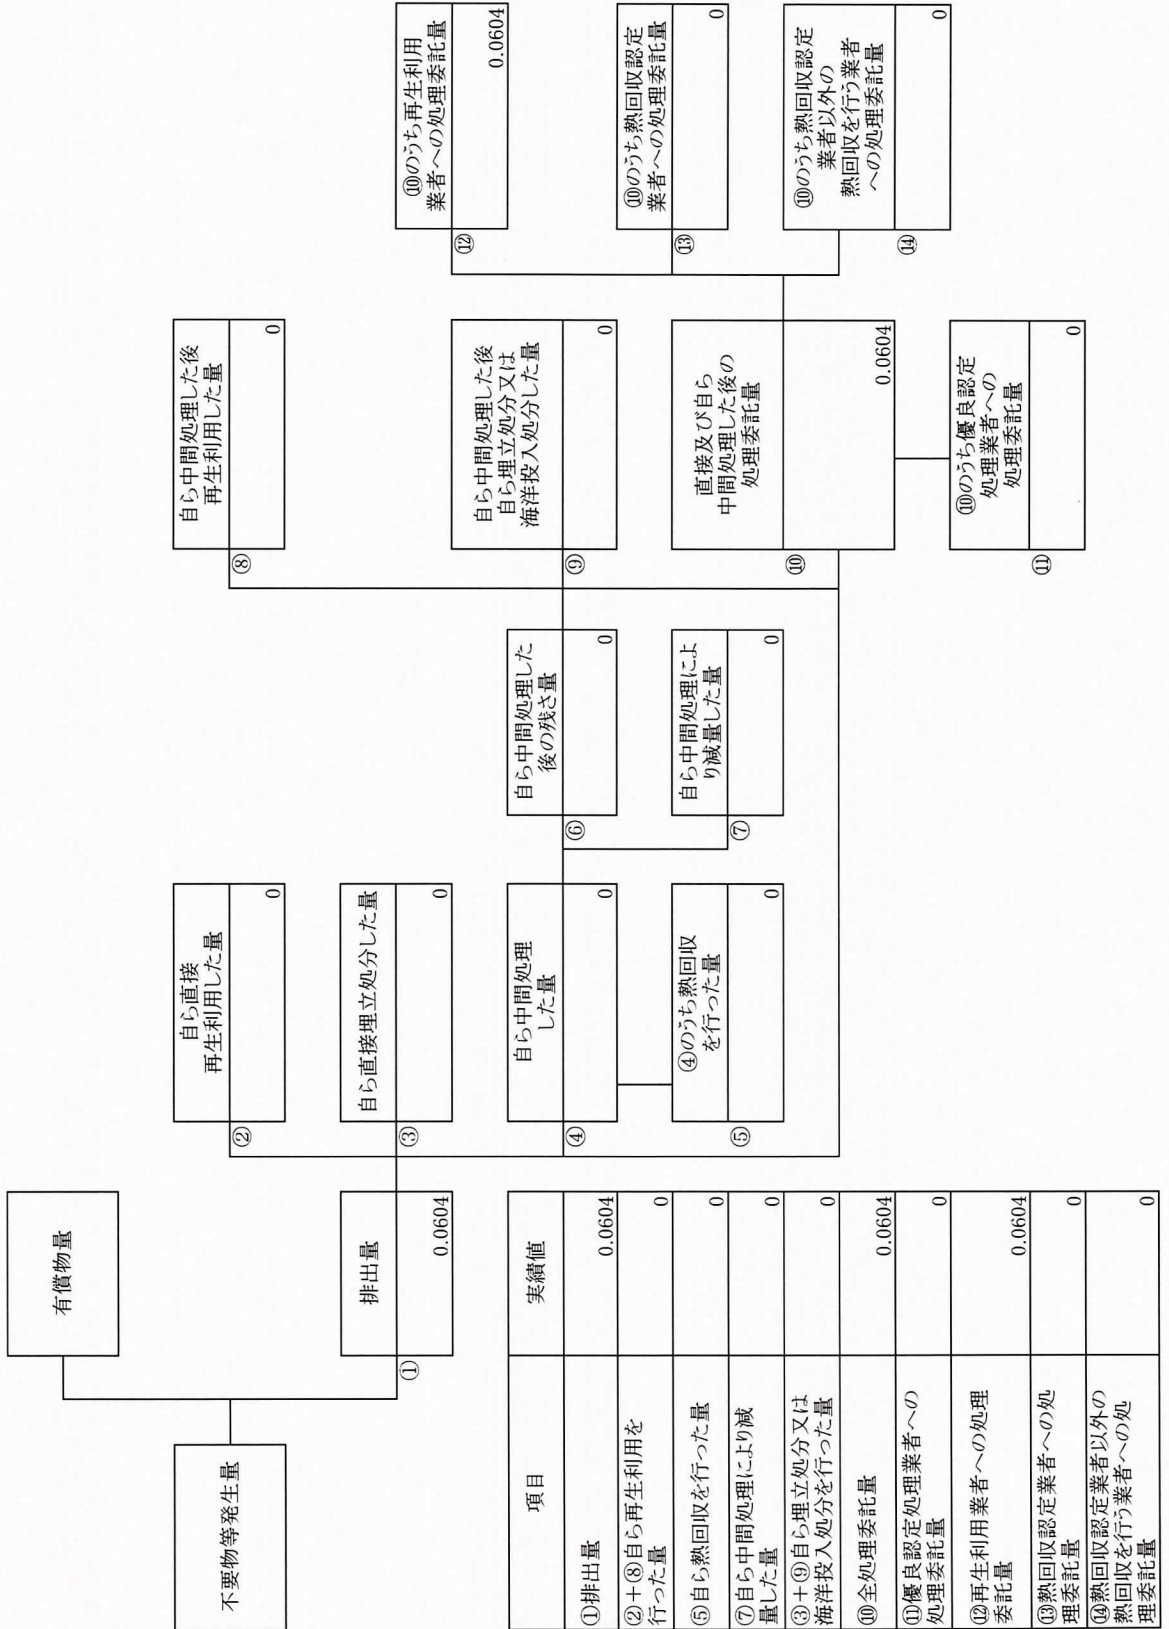 不要物等発生量
有償物量
排出量
①
0.0604
自ら直接
再生利用した量
②
0
自ら直接埋立処分した量
③
0
自ら中間処理
した量
④
0
④のうち熱回収
を行った量
⑤
0
自ら中間処理した
後の残さ量
⑥
0
自ら中間処理によ
り減量した量
⑦
0
自ら中間処理した後
再生利用した量
⑧
0
自ら中間処理した後
自ら埋立処分又は
海洋投入処分した量
⑨
0
直接及び自ら
中間処理した後の
処理委託量
⑩
0.0604
⑩のうち優良認定
処理業者への
処理委託量
⑪
0
⑩のうち再生利用
業者への処理委託量
⑫
0.0604
⑩のうち熱回収認定
業者への処理委託量
⑬
0
⑩のうち熱回収認定
業者以外の
熱回収を行う業者
への処理委託量
⑭
0
項目 実績値
①排出量 0.0604
②+⑧自ら再生利用を
行った量 0
⑤自ら熱回収を行った量 0
⑦自ら中間処理により減
量した量 0
③+⑨自ら埋立処分又は
海洋投入処分を行った量 0
⑩全処理委託量 0.0604
⑪優良認定処理業者への
処理委託量 0
⑫再生利用業者への処理
委託量 0.0604
⑬熱回収認定業者への処
理委託量 0
⑭熱回収認定業者以外の
熱回収を行う業者への処
理委託量 0